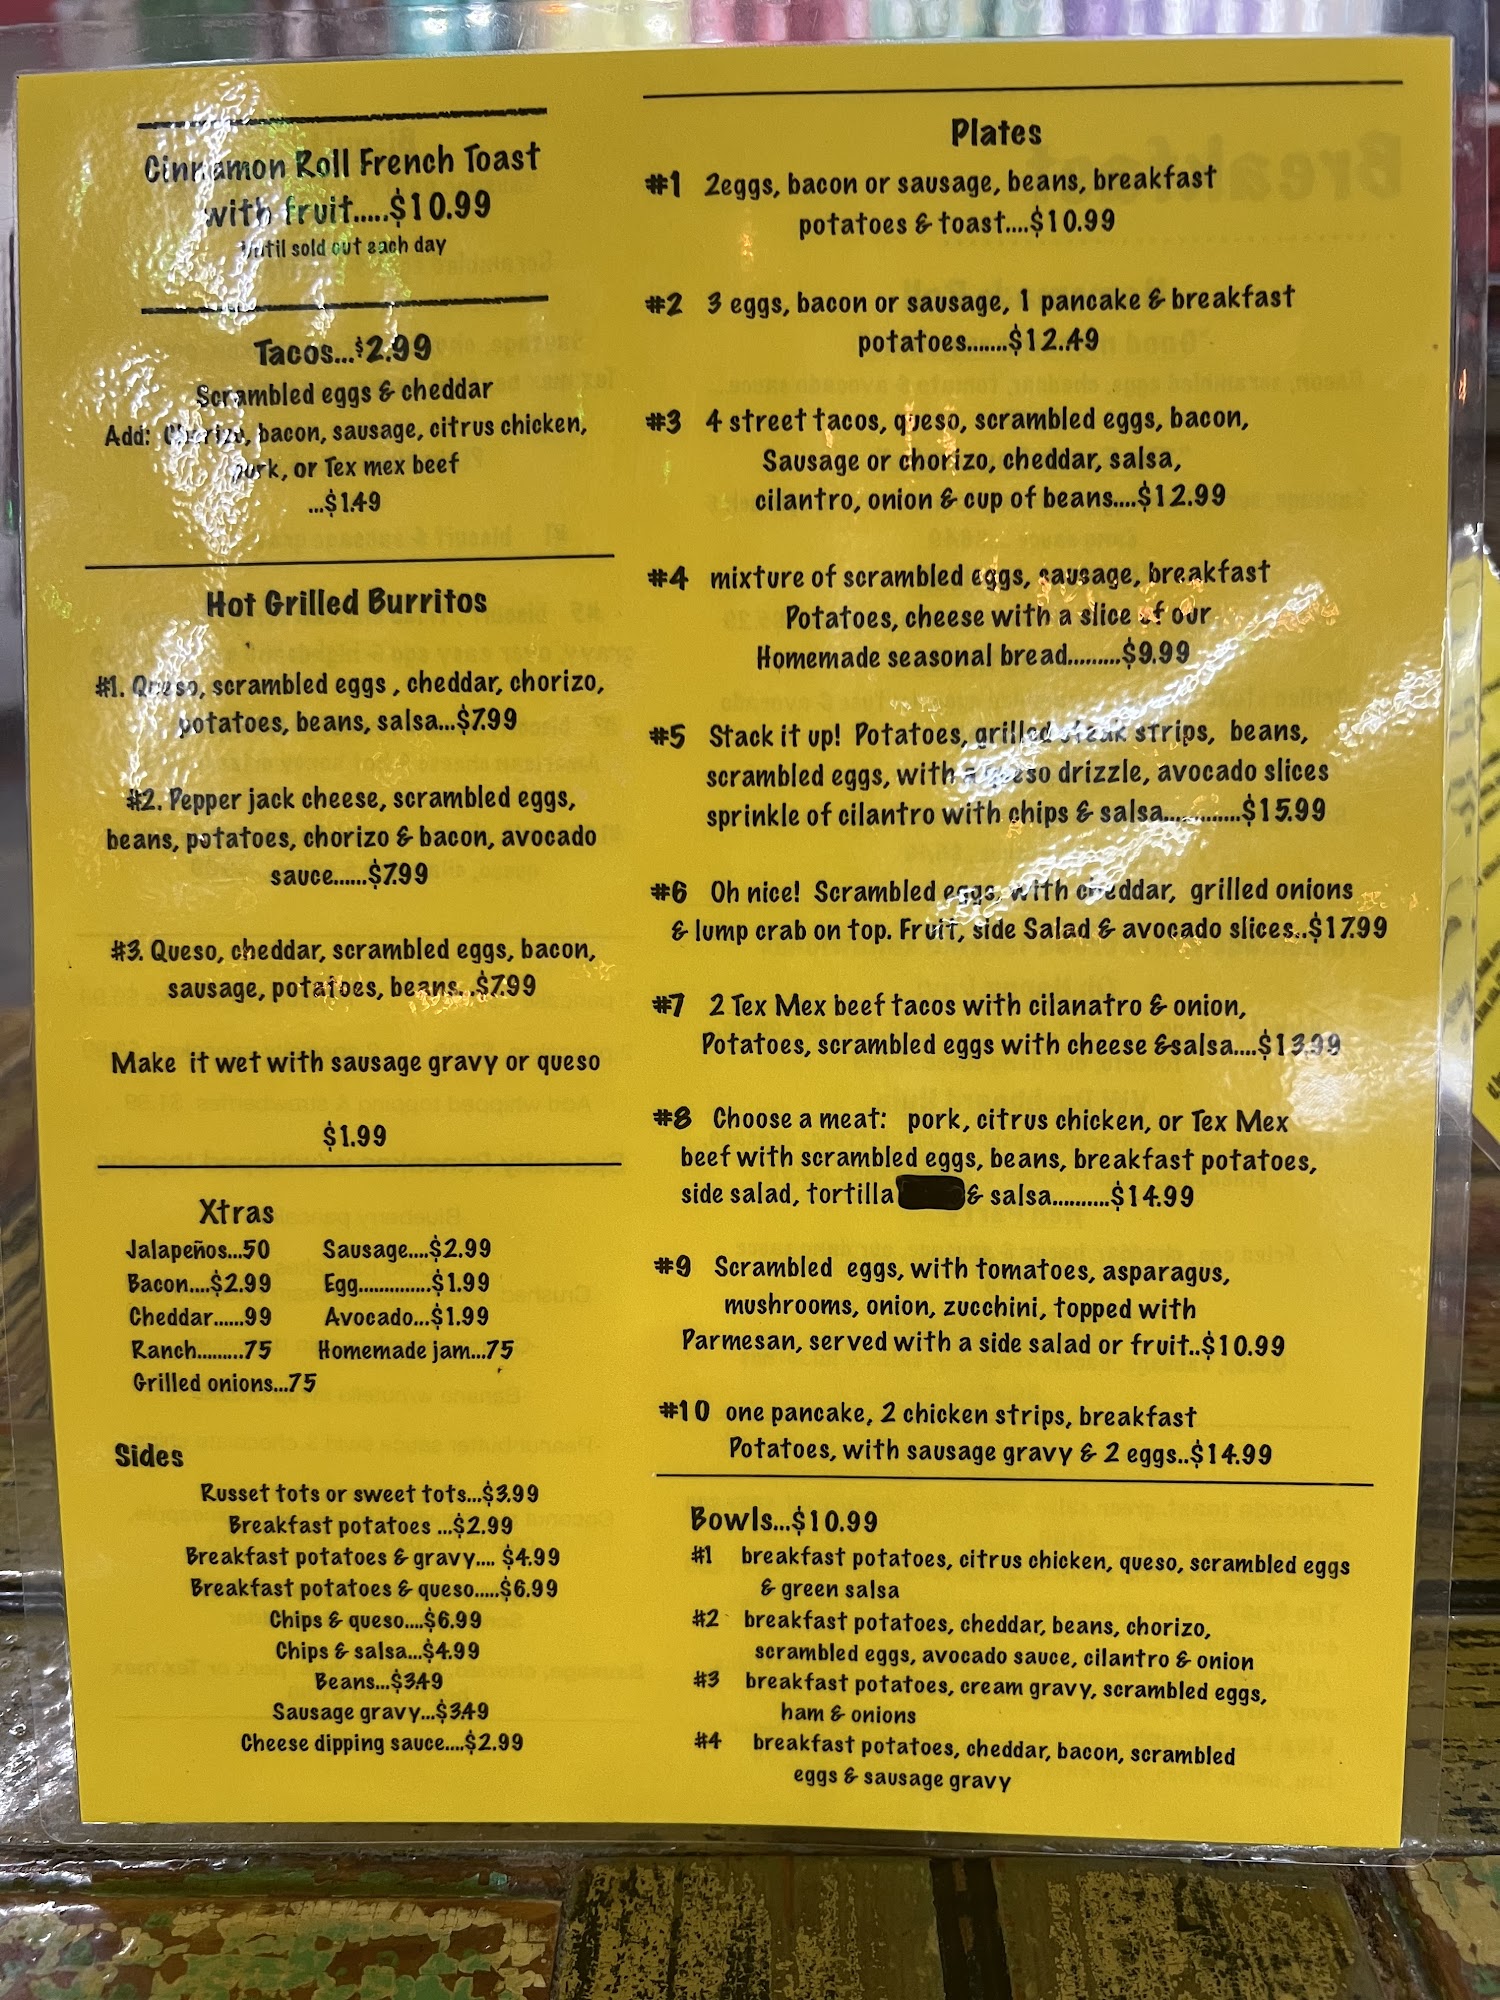 Cinnamon Roll French Toast
with fruit.....$10.99
Until sold out each day
Tacos...$2.99
Scrambled eggs & cheddar
Add: Chorizo, bacon, sausage, citrus chicken,
pork, or Tex mex beef
...$1.49
Hot Grilled Burritos
#1. Queso, scrambled eggs , cheddar, chorizo,
potatoes, beans, salsa...$7.99
#2. Pepper jack cheese, scrambled eggs,
beans, potatoes, chorizo & bacon, avocado
sauce......$7.99
#3. Queso, cheddar, scrambled eggs, bacon,
sausage, potatoes, beans...$7.99
Make it wet with sausage gravy or queso
$1.99
Xtras
Jalapeños...50 Sausage....$2.99
Bacon....$2.99 Egg..............$1.99
Cheddar......99 Avocado...$1.99
Ranch.........75 Homemade jam...75
Grilled onions...75
Sides
Russet tots or sweet tots...$3.99
Breakfast potatoes ...$2.99
Breakfast potatoes & gravy.... $4.99
Breakfast potatoes & queso.....$6.99
Chips & queso....$6.99
Chips & salsa...$4.99
Beans...$3.49
Sausage gravy...$3.49
Cheese dipping sauce....$2.99
Plates
#1 2eggs, bacon or sausage, beans, breakfast
potatoes & toast....$10.99
#2 3 eggs, bacon or sausage, 1 pancake & breakfast
potatoes.......$12.49
#3 4 street tacos, queso, scrambled eggs, bacon,
Sausage or chorizo, cheddar, salsa,
cilantro, onion & cup of beans....$12.99
#4 mixture of scrambled eggs, sausage, breakfast
Potatoes, cheese with a slice of our
Homemade seasonal bread.........$9.99
#5 Stack it up! Potatoes, grilled steak strips, beans,
scrambled eggs, with a queso drizzle, avocado slices
sprinkle of cilantro with chips & salsa............$15.99
#6 Oh nice! Scrambled eggs, with cheddar, grilled onions
& lump crab on top. Fruit, side Salad & avocado slices..$17.99
#7 2 Tex Mex beef tacos with cilanatro & onion,
Potatoes, scrambled eggs with cheese &salsa....$13.99
#8 Choose a meat: pork, citrus chicken, or Tex Mex
beef with scrambled eggs, beans, breakfast potatoes,
side salad, tortilla & salsa..........$14.99
#9 Scrambled eggs, with tomatoes, asparagus,
mushrooms, onion, zucchini, topped with
Parmesan, served with a side salad or fruit..$10.99
#10 one pancake, 2 chicken strips, breakfast
Potatoes, with sausage gravy & 2 eggs..$14.99
Bowls...$10.99
#1 breakfast potatoes, citrus chicken, queso, scrambled eggs
& green salsa
#2 breakfast potatoes, cheddar, beans, chorizo,
scrambled eggs, avocado sauce, cilantro & onion
#3 breakfast potatoes, cream gravy, scrambled eggs,
ham & onions
#4 breakfast potatoes, cheddar, bacon, scrambled
eggs & sausage gravy